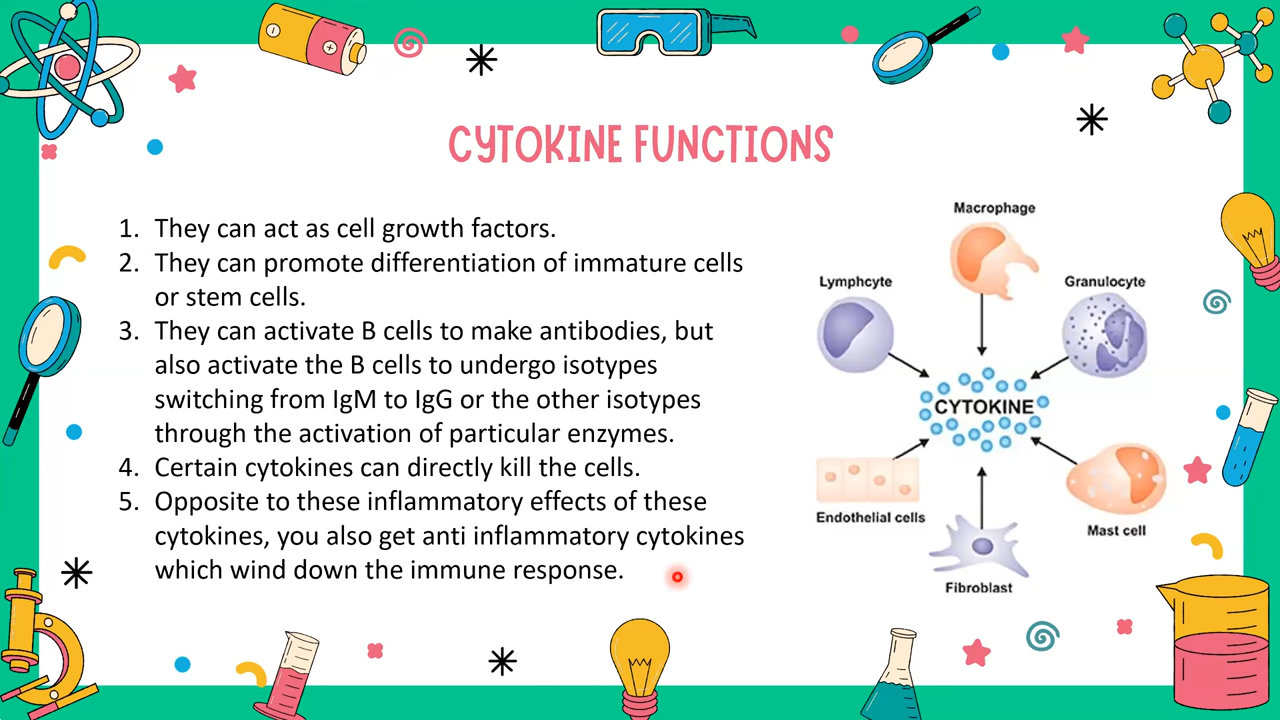 CYTOKINE FUNCTIONS
1. They can act as cell growth factors.
2. They can promote differentiation of immature cells
or stem cells.
3. They can activate B cells to make antibodies, but
also activate the B cells to undergo isotypes
switching from IgM to IgG or the other isotypes
through the activation of particular enzymes.
4. Certain cytokines can directly kill the cells.
5. Opposite to these inflammatory effects of these
cytokines, you also get anti inflammatory cytokines
which wind down the immune response.
Macrophage
Lymphcyte
Granulocyte
CYTOKINE
Endothelial cells
Mast cell
Fibroblast